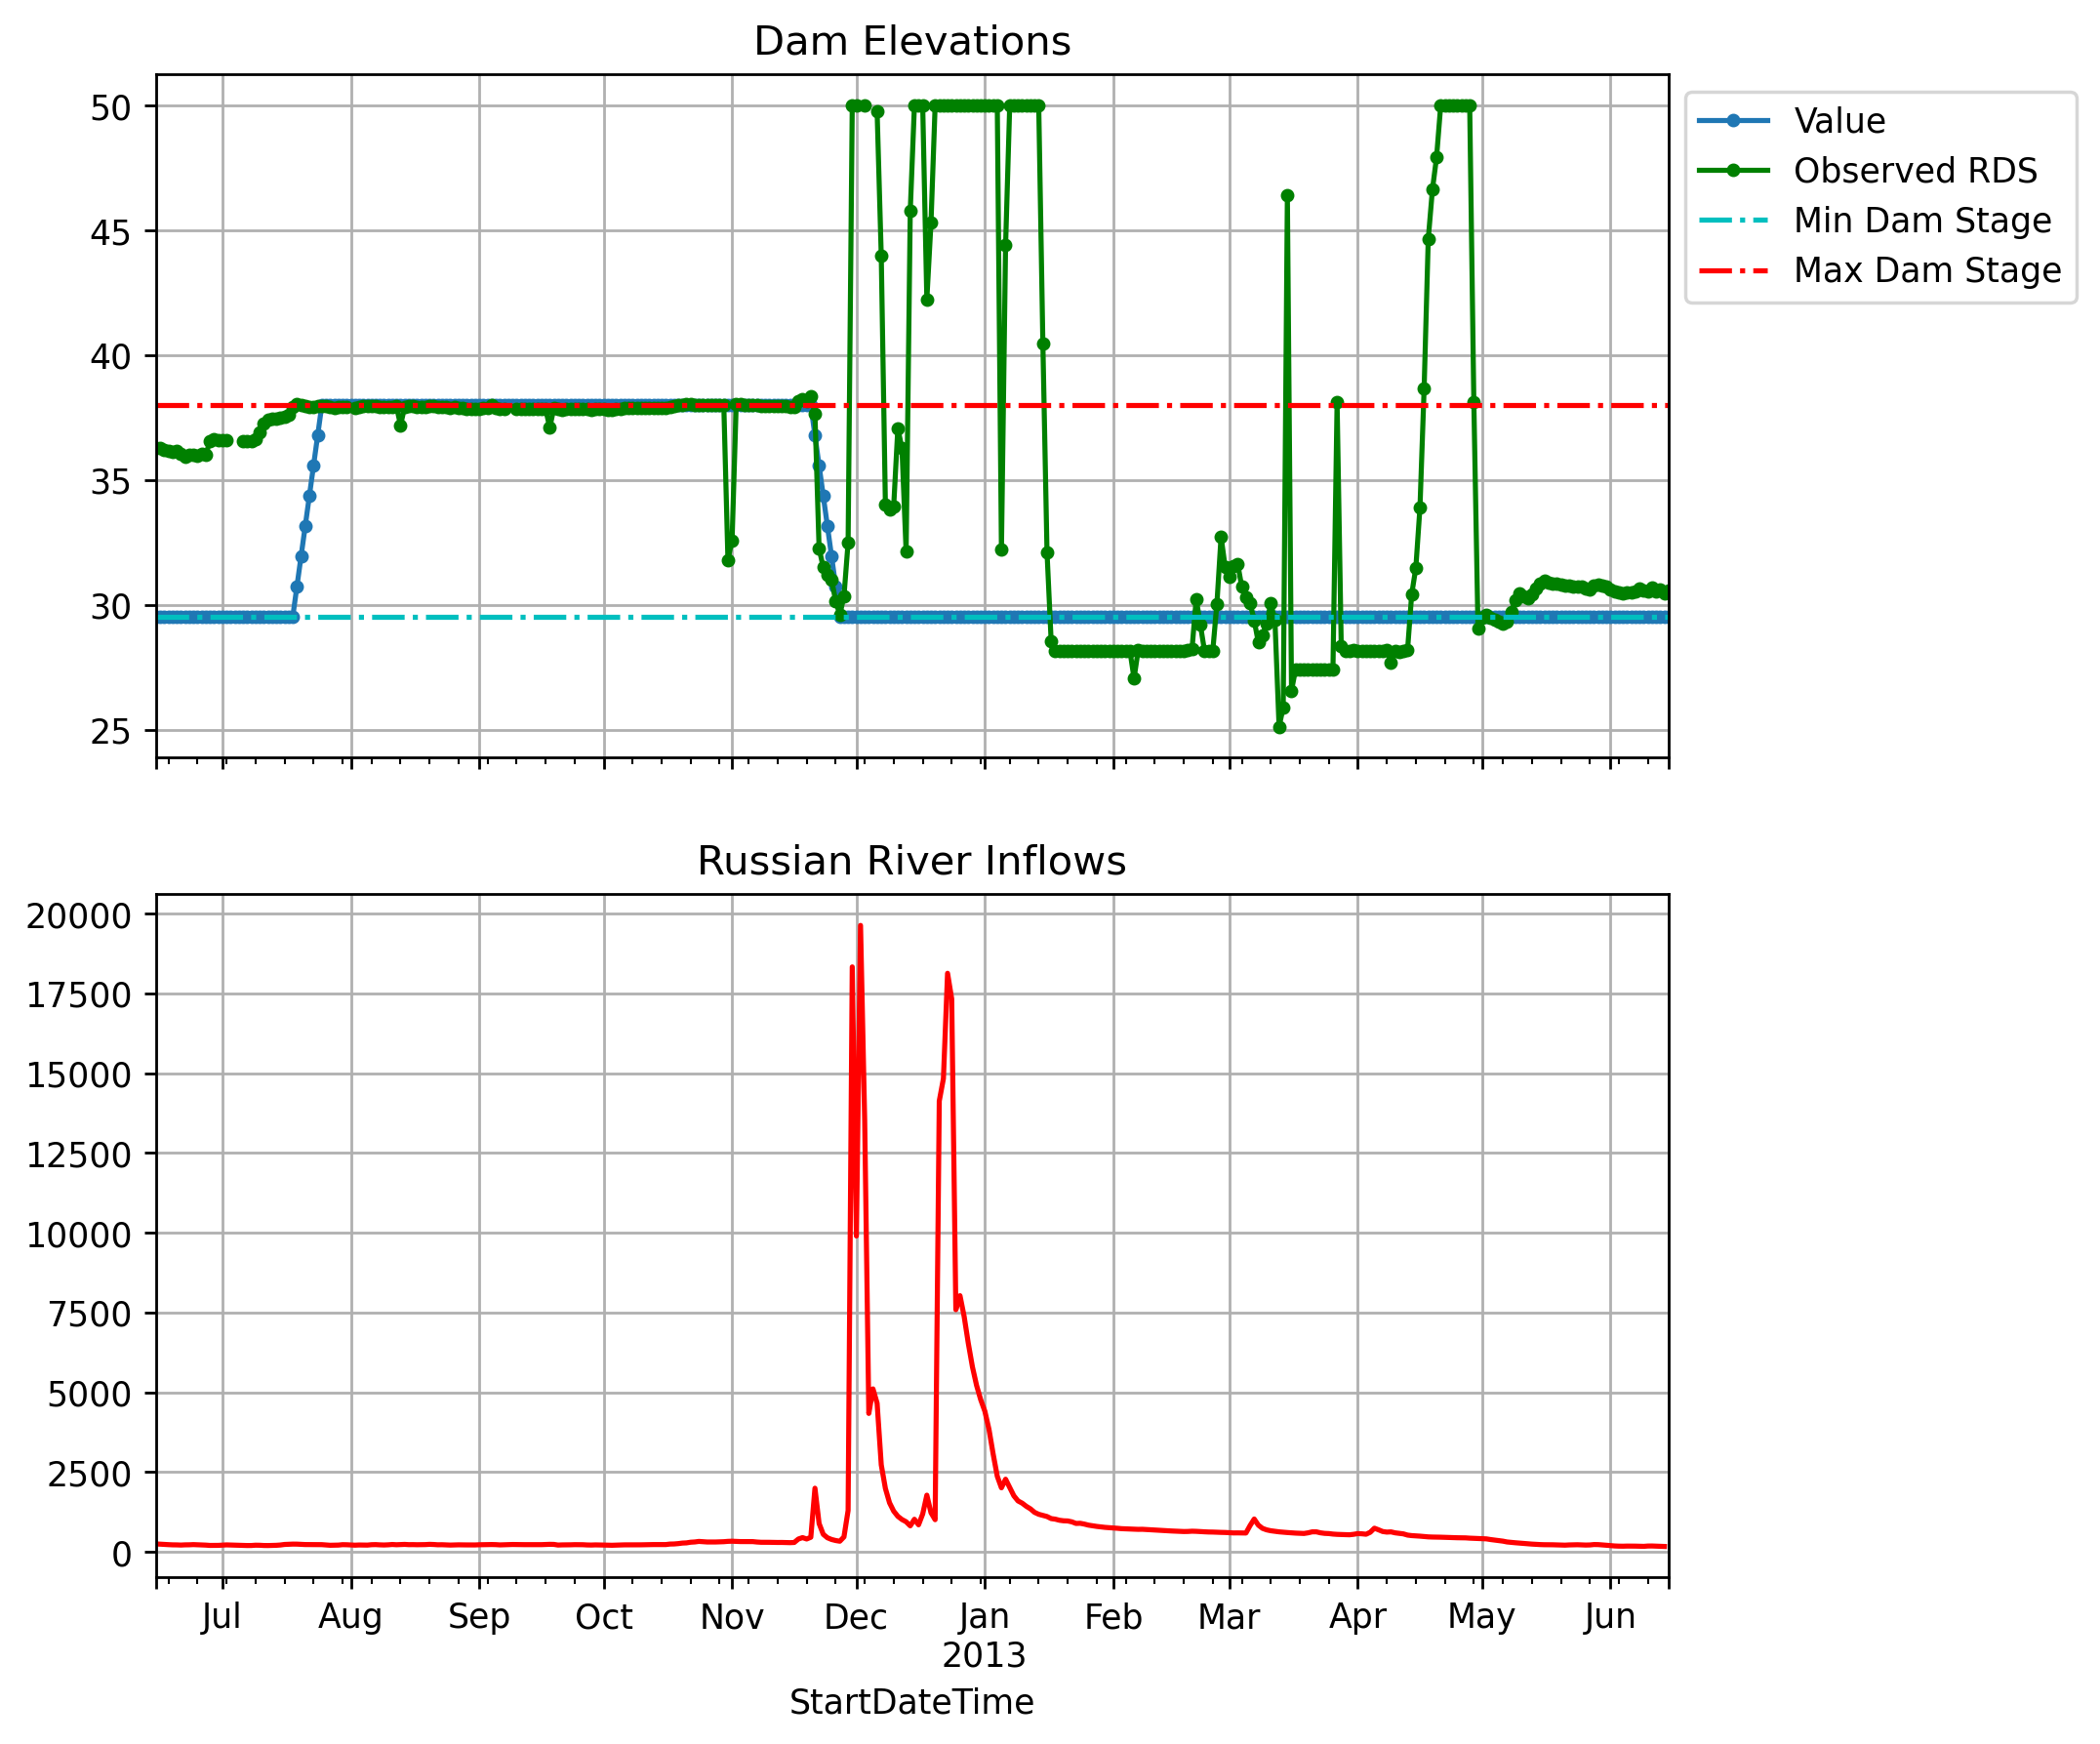 Dam Elevations
50
45
40
35
30
25
Value
Observed RDS
Min Dam Stage
Max Dam Stage
Russian River Inflows
20000
17500
15000
12500
10000
7500
5000
2500
0
Jul Aug Sep Oct Nov Dec Jan Feb Mar Apr May Jun
2013
StartDateTime